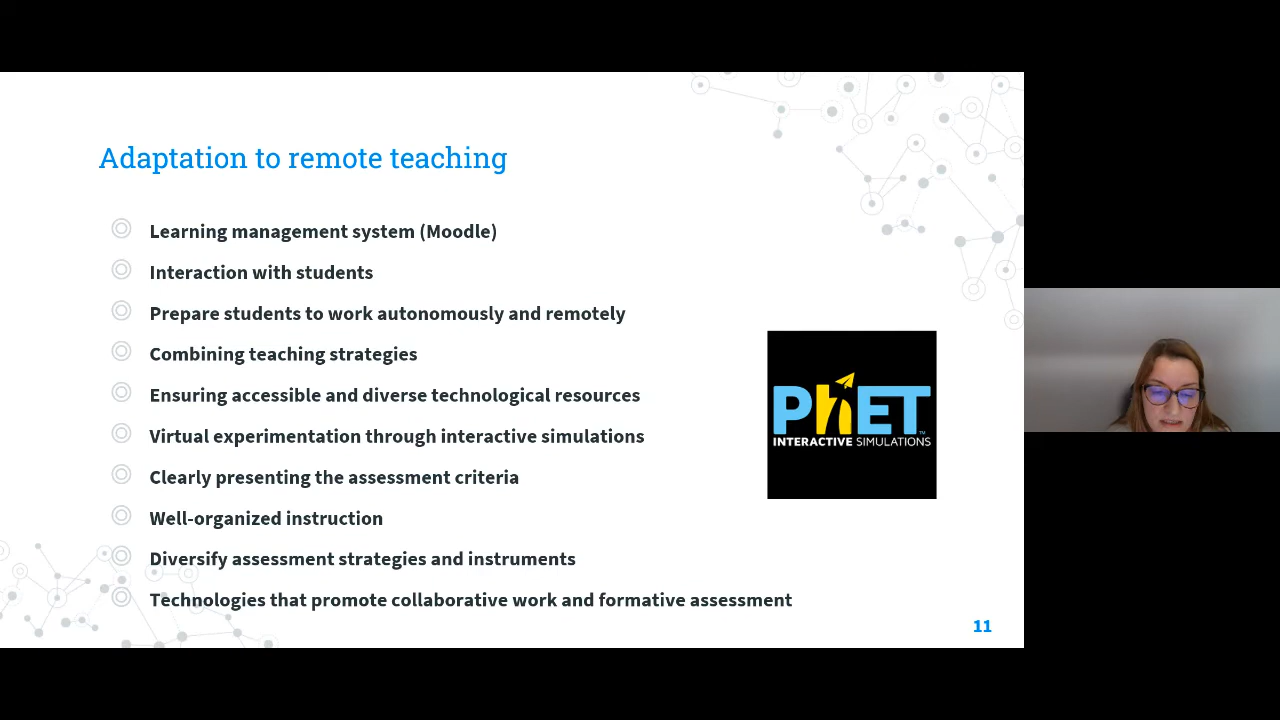 Adaptation to remote teaching
Learning management system (Moodle)
Interaction with students
Prepare students to work autonomously and remotely
Combining teaching strategies
Ensuring accessible and diverse technological resources
Virtual experimentation through interactive simulations
Clearly presenting the assessment criteria
Well-organized instruction
Diversify assessment strategies and instruments
Technologies that promote collaborative work and formative assessment
PhET™
INTERACTIVE SIMULATIONS
11